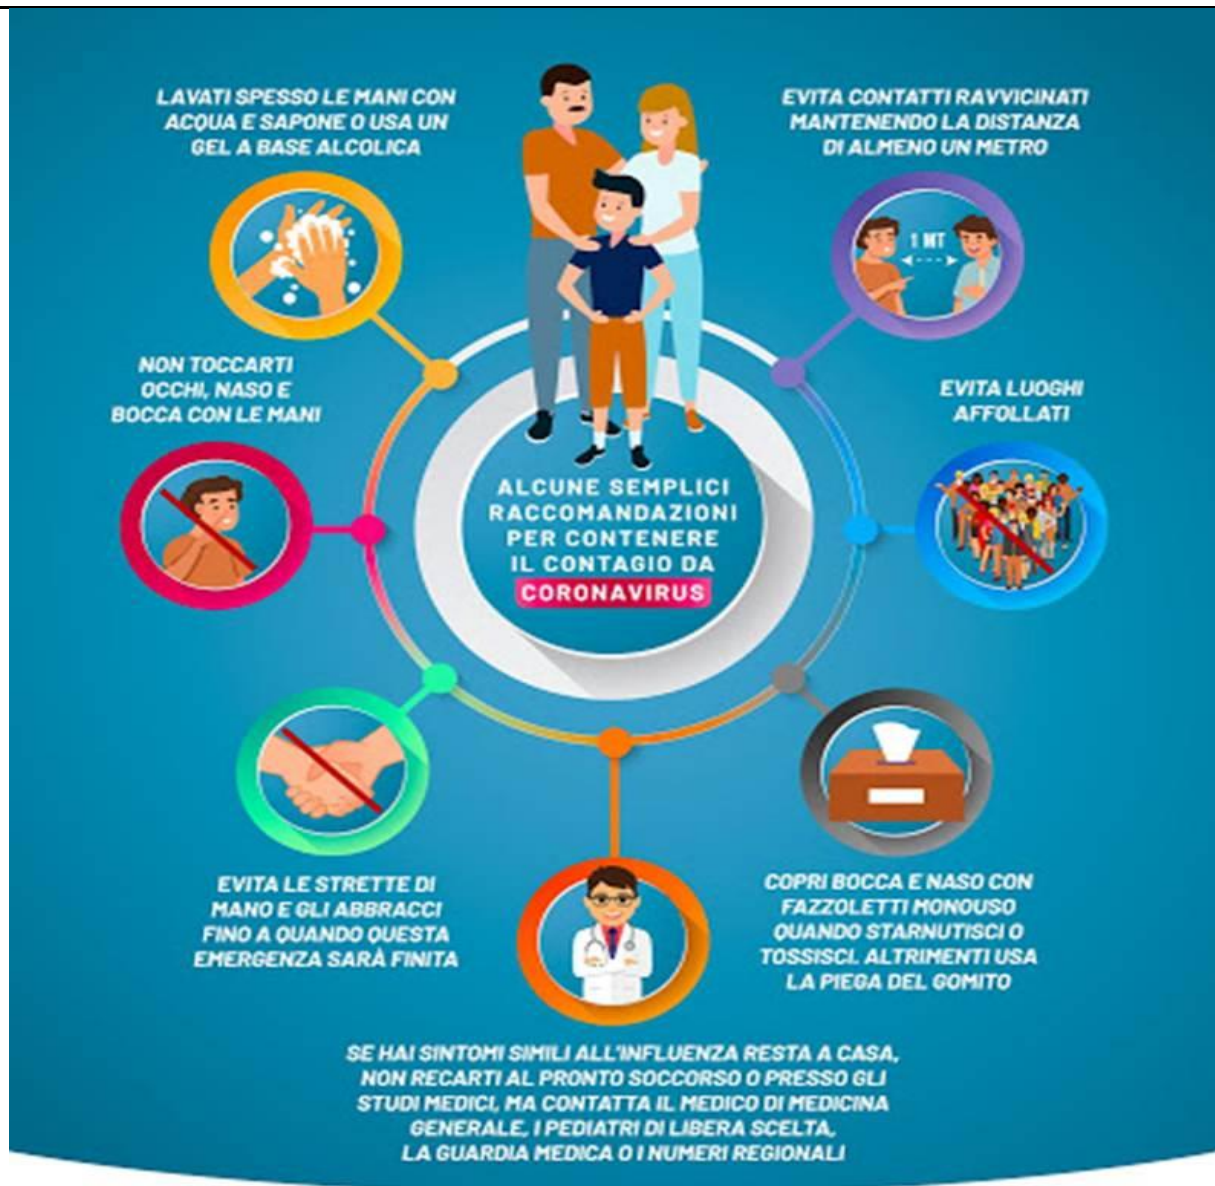 LAVATI SPESSO LE MANI CON
ACQUA E SAPONE O USA UN
GEL A BASE ALCOLICA
EVITA CONTATTI RAVVICINATI
MANTENENDO LA DISTANZA
DI ALMENO UN METRO
1 MT
NON TOCCARTI
OCCHI, NASO E
BOCCA CON LE MANI
EVITA LUOGHI
AFFOLLATI
ALCUNE SEMPLICI
RACCOMANDAZIONI
PER CONTENERE
IL CONTAGIO DA
CORONAVIRUS
EVITA LE STRETTE DI
MANO E GLI ABBRACCI
FINO A QUANDO QUESTA
EMERGENZA SARÀ FINITA
COPRI BOCCA E NASO CON
FAZZOLETTI MONOUSO
QUANDO STARNUTISCI O
TOSSISCI. ALTRIMENTI USA
LA PIEGA DEL GOMITO
SE HAI SINTOMI SIMILI ALL'INFLUENZA RESTA A CASA,
NON RECARTI AL PRONTO SOCCORSO O PRESSO GLI
STUDI MEDICI, MA CONTATTA IL MEDICO DI MEDICINA
GENERALE, I PEDIATRI DI LIBERA SCELTA,
LA GUARDIA MEDICA O I NUMERI REGIONALI